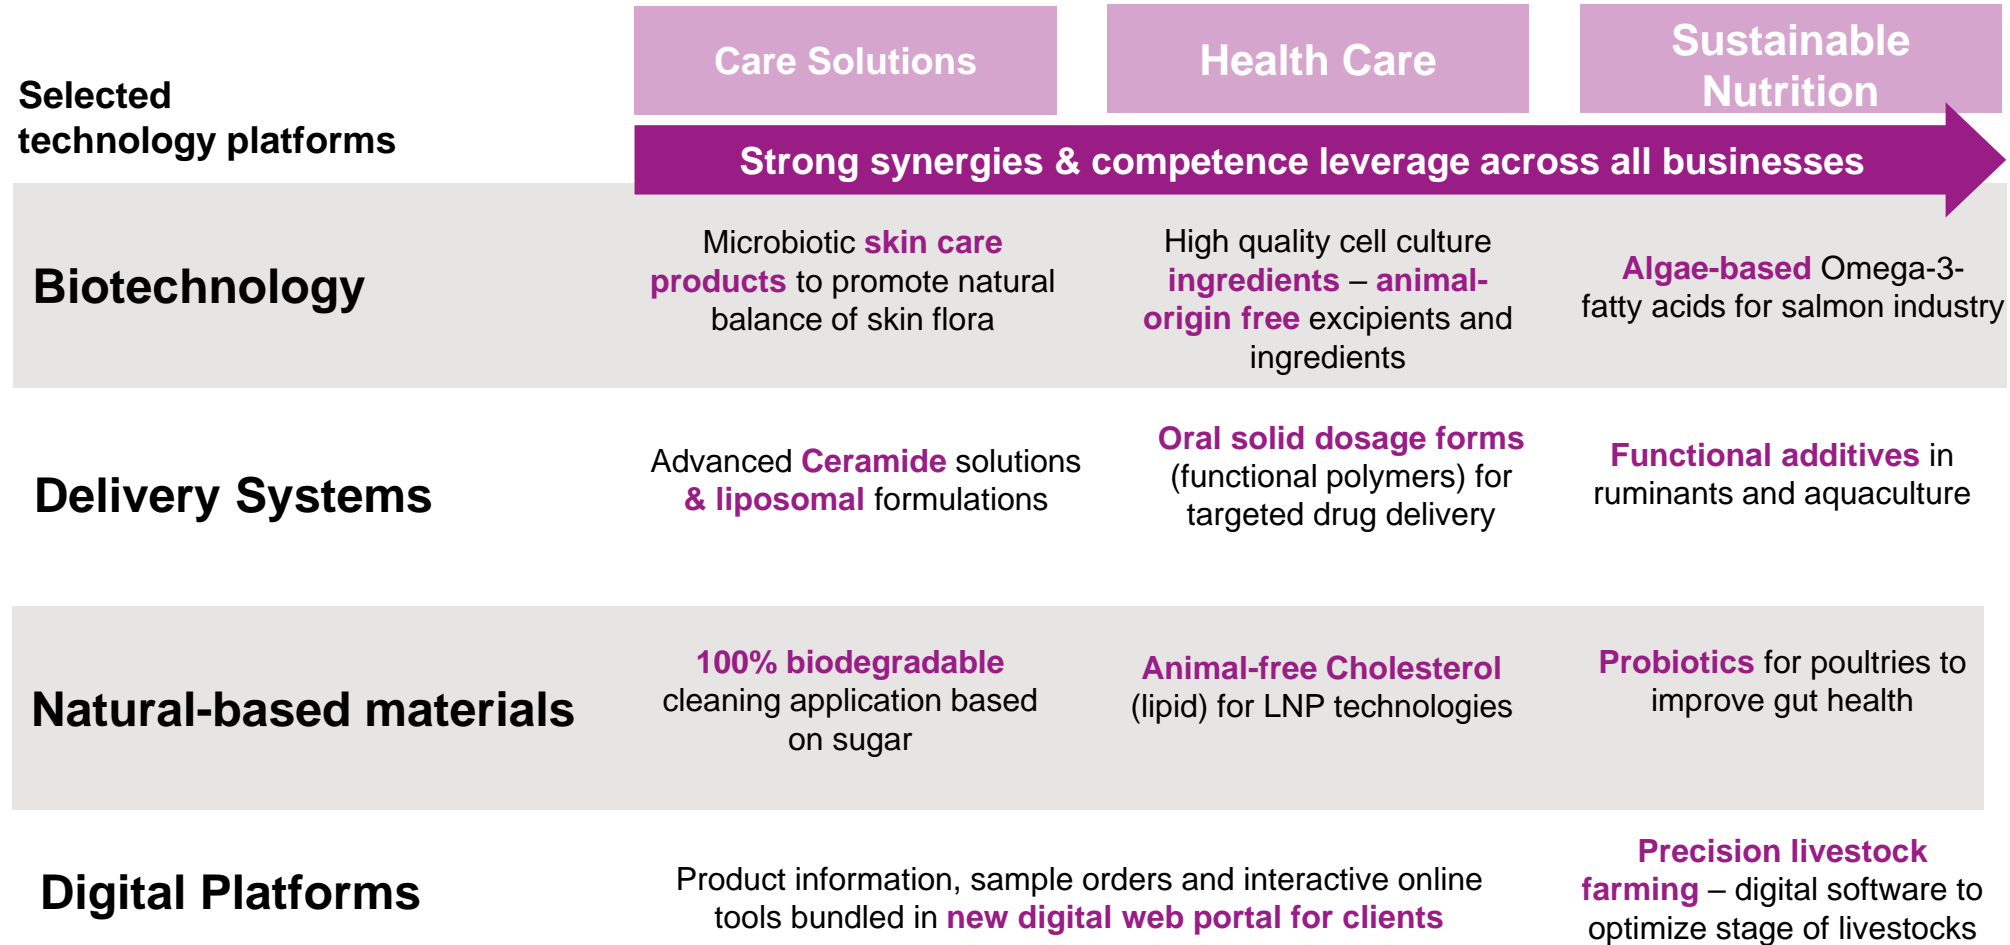 Care Solutions
Health Care
Sustainable
Nutrition
Selected
technology platforms
Strong synergies & competence leverage across all businesses
Biotechnology
Microbiotic skin care
products to promote natural
balance of skin flora
High quality cell culture
ingredients – animal-
origin free excipients and
ingredients
Algae-based Omega-3-
fatty acids for salmon industry
Delivery Systems
Advanced Ceramide solutions
& liposomal formulations
Oral solid dosage forms
(functional polymers) for
targeted drug delivery
Functional additives in
ruminants and aquaculture
Natural-based materials
100% biodegradable
cleaning application based
on sugar
Animal-free Cholesterol
(lipid) for LNP technologies
Probiotics for poultries to
improve gut health
Digital Platforms
Product information, sample orders and interactive online
tools bundled in new digital web portal for clients
Precision livestock
farming – digital software to
optimize stage of livestocks